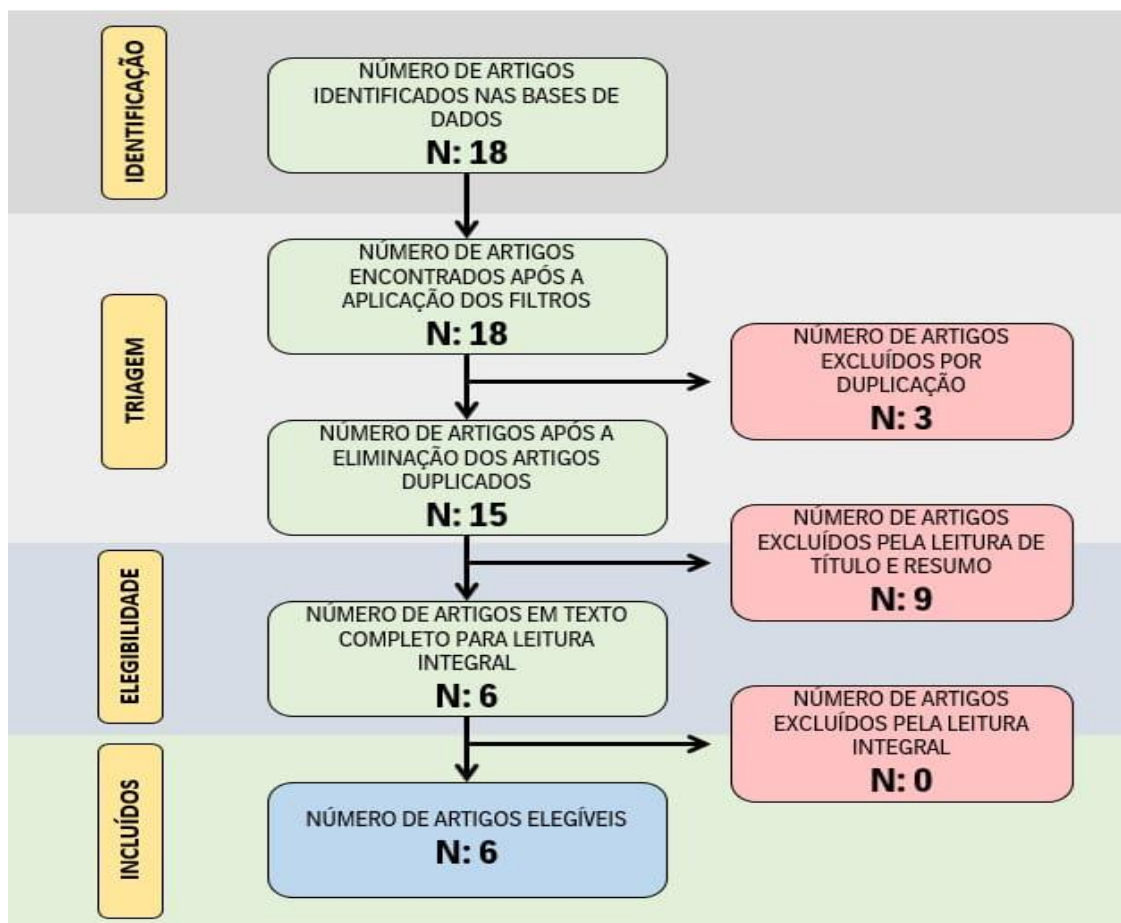 IDENTIFICAÇÃO
NÚMERO DE ARTIGOS
IDENTIFICADOS NAS BASES DE
DADOS
N: 18
TRIAGEM
NÚMERO DE ARTIGOS
ENCONTRADOS APÓS A
APLICAÇÃO DOS FILTROS
N: 18
NÚMERO DE ARTIGOS
EXCLUÍDOS POR
DUPLICAÇÃO
N: 3
NÚMERO DE ARTIGOS APÓS A
ELIMINAÇÃO DOS ARTIGOS
DUPLICADOS
N: 15
NÚMERO DE ARTIGOS
EXCLUÍDOS PELA LEITURA DE
TÍTULO E RESUMO
N: 9
ELEGIBILIDADE
NÚMERO DE ARTIGOS EM TEXTO
COMPLETO PARA LEITURA
INTEGRAL
N: 6
NÚMERO DE ARTIGOS
EXCLUÍDOS PELA LEITURA
INTEGRAL
N: 0
INCLUÍDOS
NÚMERO DE ARTIGOS ELEGÍVEIS
N: 6